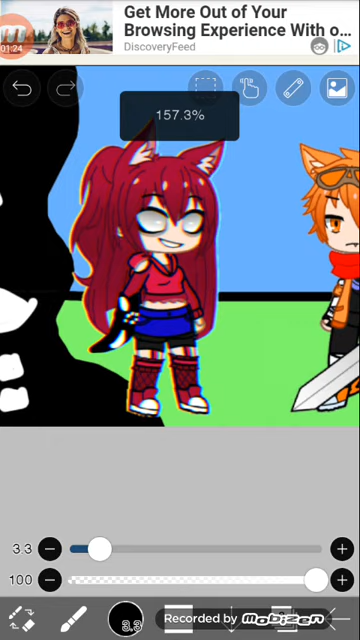 Get More Out of Your
Browsing Experience With o...
DiscoveryFeed
01:24
157.3%
3.3
100
3.3
Recorded by MOBIZEN